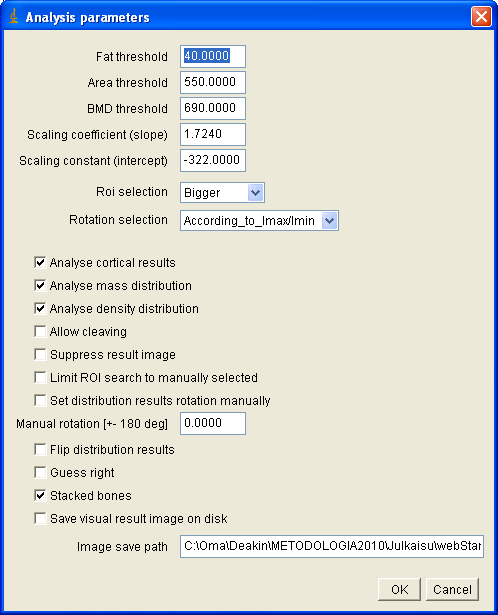 Analysis parameters
Fat threshold 40.0000
Area threshold 550.0000
BMD threshold 690.0000
Scaling coefficient (slope) 1.7240
Scaling constant (intercept) -322.0000
Roi selection Bigger
Rotation selection According_to_Imax/Imin
Analyse cortical results
Analyse mass distribution
Analyse density distribution
Allow cleaving
Suppress result image
Limit ROI search to manually selected
Set distribution results rotation manually
Manual rotation [+- 180 deg] 0.0000
Flip distribution results
Guess right
Stacked bones
Save visual result image on disk
Image save path C:\Oma\Deakin\METODOLOGIA2010\Julkaisu\webStar
OK Cancel